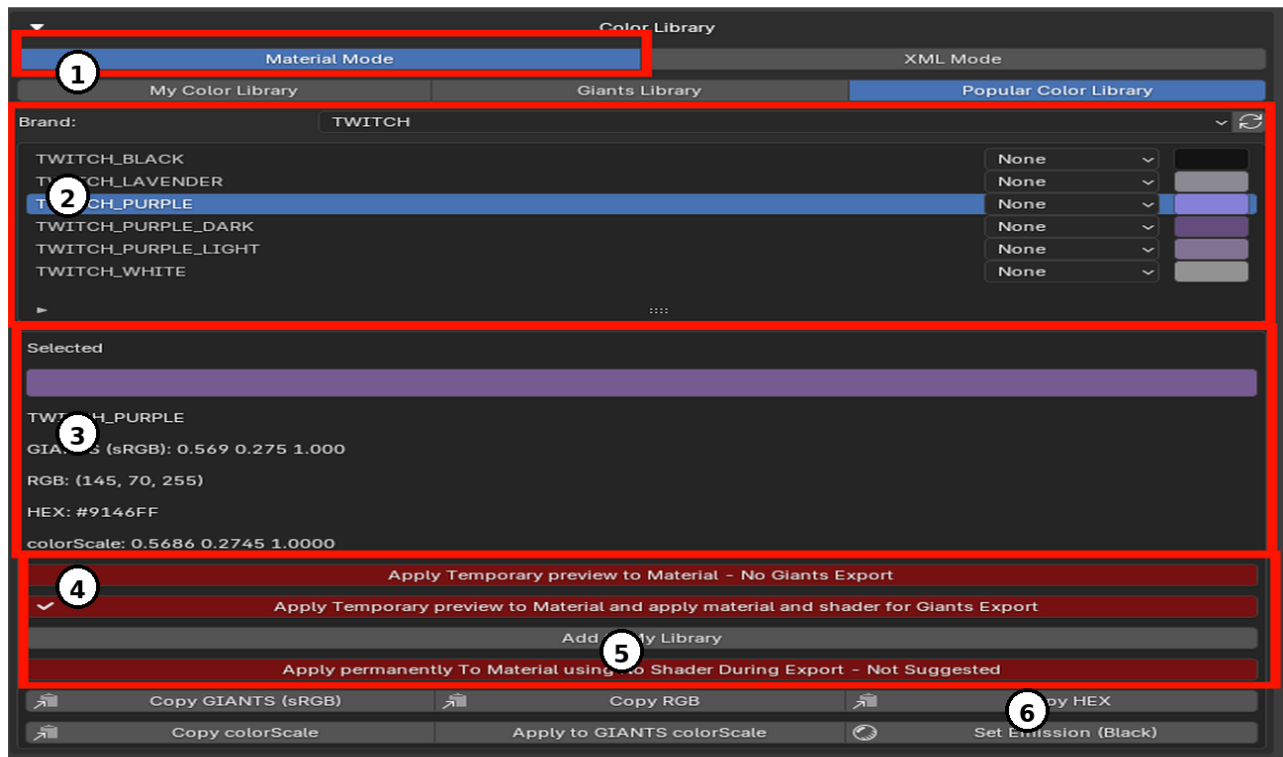 Color Library
Material Mode XML Mode
1
My Color Library Giants Library Popular Color Library
Brand: TWITCH
TWITCH_BLACK None
CH_LAVENDER None
2
CH_PURPLE None
TWITCH_PURPLE_DARK None
TWITCH_PURPLE_LIGHT None
TWITCH_WHITE None
Selected
TWITCH_PURPLE
3
(sRGB): 0.569 0.275 1.000
RGB: (145, 70, 255)
HEX: #9146FF
colorScale: 0.5686 0.2745 1.0000
Apply Temporary preview to Material - No Giants Export
4
Apply Temporary preview to Material and apply material and shader for Giants Export
Add My Library
5
Apply permanently To Material using No Shader During Export - Not Suggested
Copy GIANTS (sRGB) Copy RGB Copy HEX
6
Copy colorScale Apply to GIANTS colorScale Set Emission (Black)